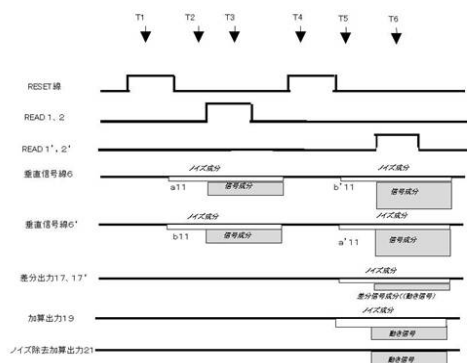 T1 T2 T3 T4 T5 T6
RESET線
READ1、2
READ1'、2'
ノイズ成分 ノイズ成分
垂直信号線6
a11 信号成分 b'11 信号成分
ノイズ成分 ノイズ成分
垂直信号線6'
b11 信号成分 a'11 信号成分
ノイズ成分
差分出力17、17'
差分信号成分((動き信号)
ノイズ成分
加算出力19
動き信号
ノイズ除去加算出力21
動き信号